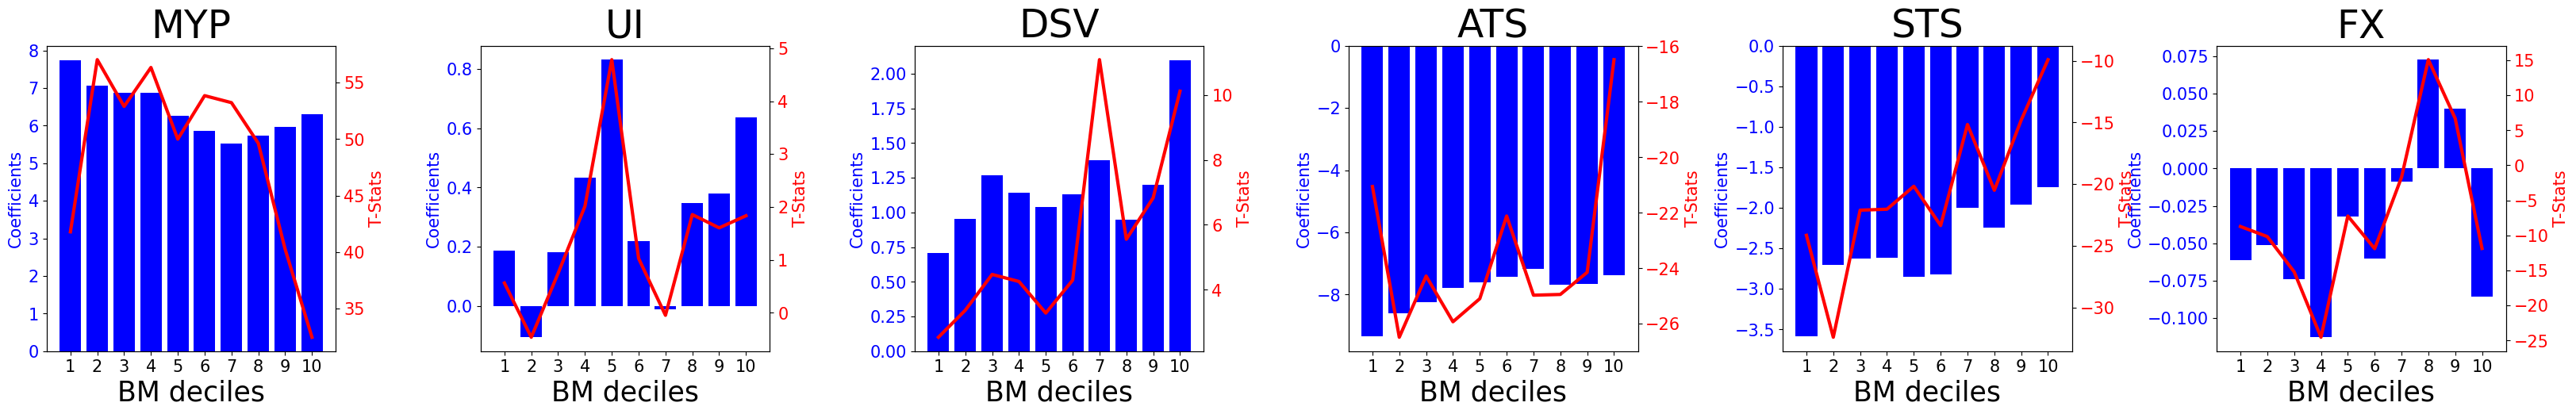 MYP
Coefficients
8
7
6
5
4
3
2
1
0
55
50
45
40
35
T-Stats
1 2 3 4 5 6 7 8 9 10
BM deciles
UI
Coefficients
0.8
0.6
0.4
0.2
0.0
5
4
3
2
1
0
T-Stats
1 2 3 4 5 6 7 8 9 10
BM deciles
DSV
Coefficients
2.00
1.75
1.50
1.25
1.00
0.75
0.50
0.25
0.00
10
8
6
4
T-Stats
1 2 3 4 5 6 7 8 9 10
BM deciles
ATS
Coefficients
0
−2
−4
−6
−8
−16
−18
−20
−22
−24
−26
T-Stats
1 2 3 4 5 6 7 8 9 10
BM deciles
STS
Coefficients
0.0
−0.5
−1.0
−1.5
−2.0
−2.5
−3.0
−3.5
−10
−15
−20
−25
−30
T-Stats
1 2 3 4 5 6 7 8 9 10
BM deciles
FX
Coefficients
0.075
0.050
0.025
0.000
−0.025
−0.050
−0.075
−0.100
15
10
5
0
−5
−10
−15
−20
−25
T-Stats
1 2 3 4 5 6 7 8 9 10
BM deciles